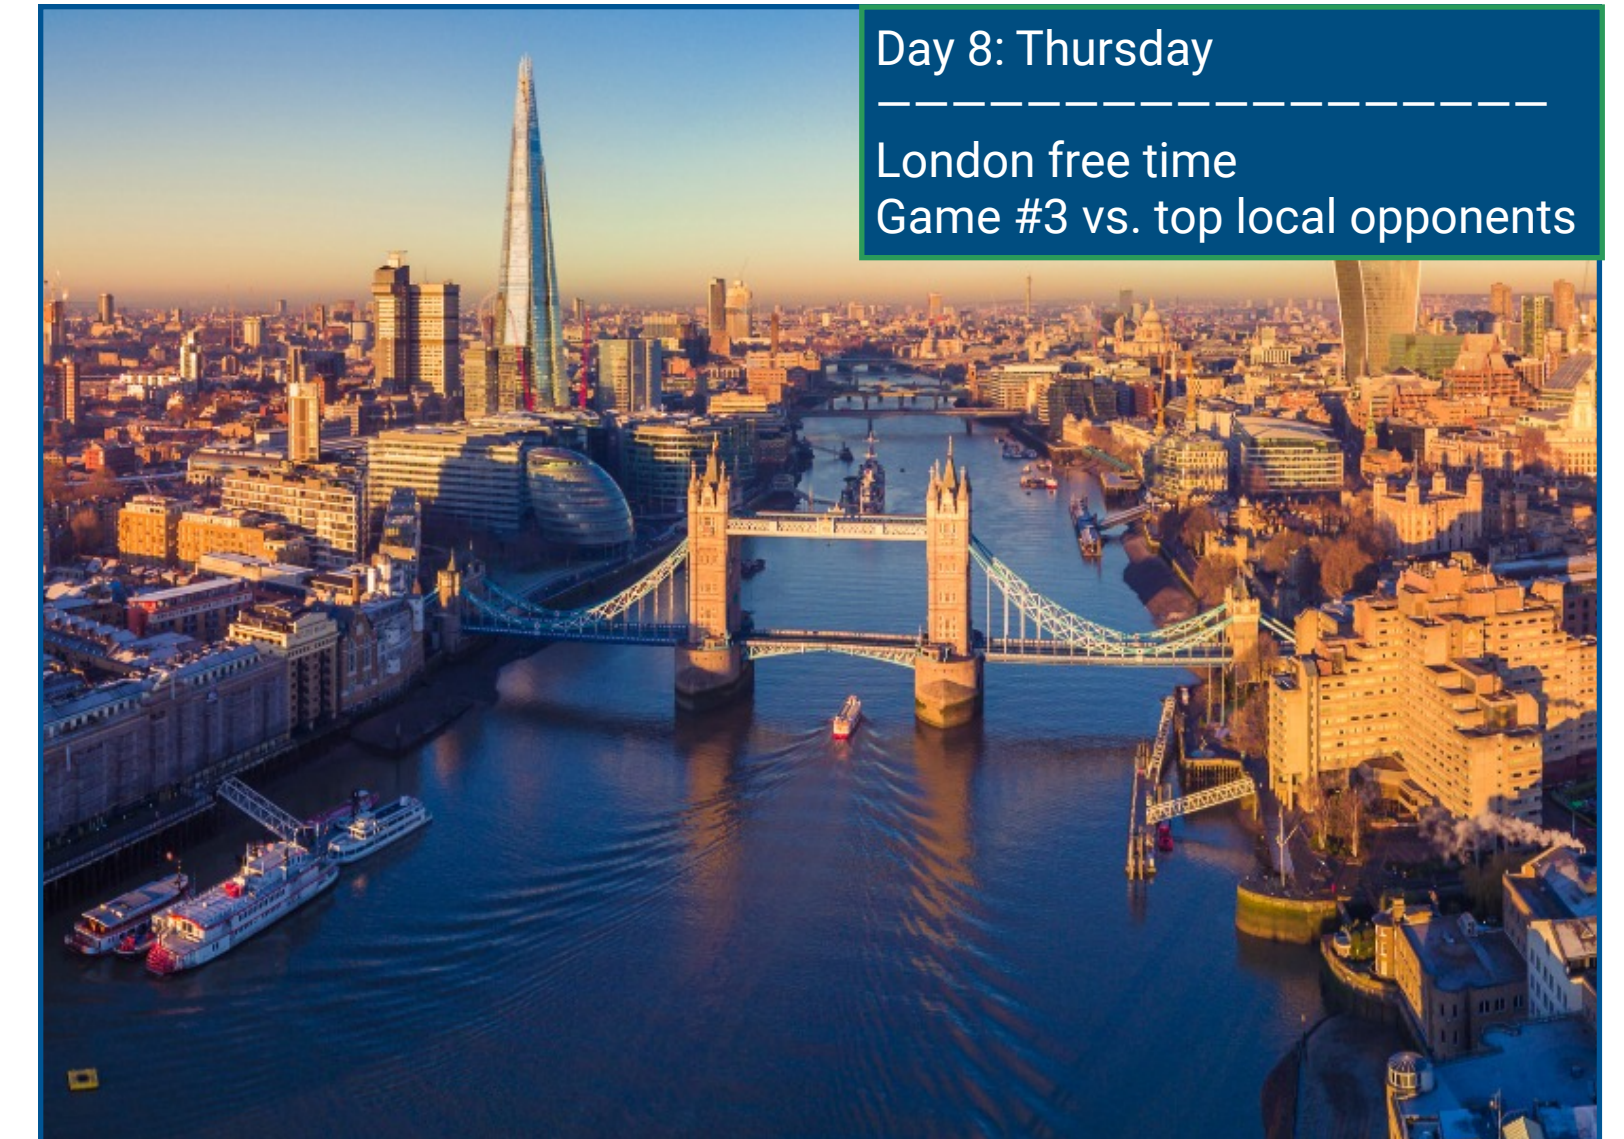 Day 8: Thursday
——————————————————
London free time
Game #3 vs. top local opponents